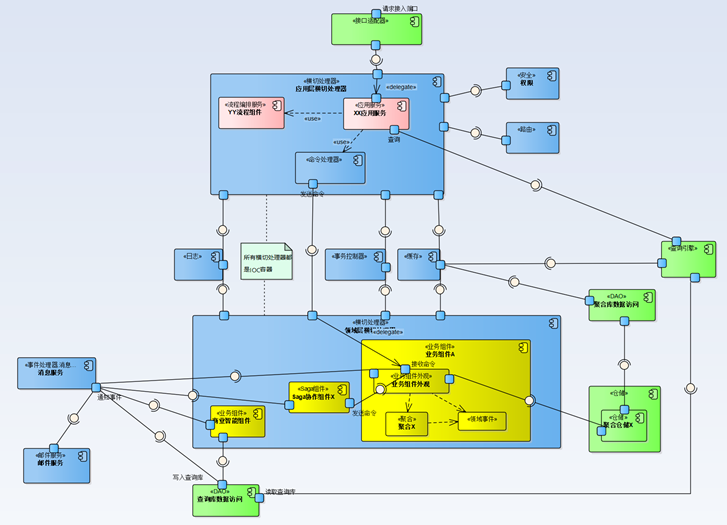 请求接入端口
«接口适配器»
«横切处理器»
应用层横切处理器
«delegate»
«安全»
权限
«流程编排服务»
YY流程组件
«应用服务»
XX应用服务
«use»
«use»
查询
«路由»
«命令处理器»
发送命令
«查询引擎»
«日志»
所有横切处理器都
是IOC容器
«事务控制器»
«缓存»
«DAO»
聚合库数据访问
«横切处理器»
«delegate»
«业务组件»
业务组件A
«事件处理器,消息...
消息服务
接收命令
«业务组件外观»
业务组件外观
通知事件
«Saga组件»
Saga协作组件X
发送命令
«聚合»
聚合X
«领域事件»
«仓储»
«仓储»
聚合仓储X
«业务组件»
商业智能组件
«邮件服务»
邮件服务
写入查询库
«DAO»
查询库数据访问
读取查询库